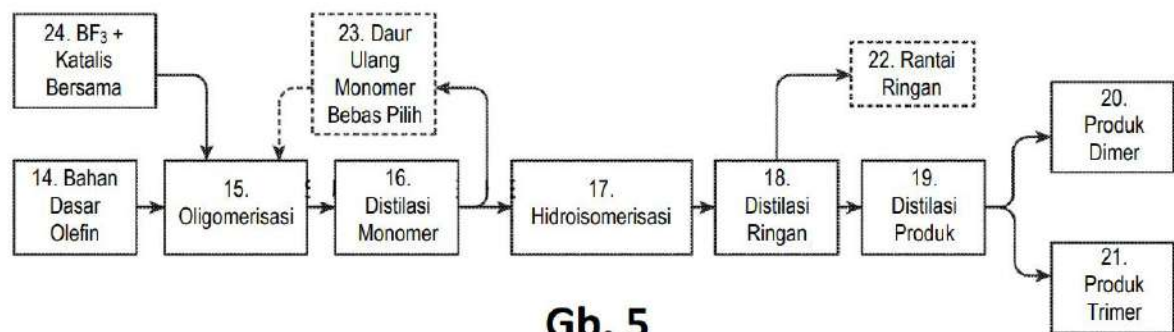 24. BF₃ +
Katalis
Bersama
23. Daur
Ulang
Monomer
Bebas Pilih
22. Rantai
Ringan
20.
Produk
Dimer
14. Bahan
Dasar
Olefin
15.
Oligomerisasi
16.
Distilasi
Monomer
17.
Hidroisomerisasi
18.
Distilasi
Ringan
19.
Distilasi
Produk
21.
Produk
Trimer
Gb. 5